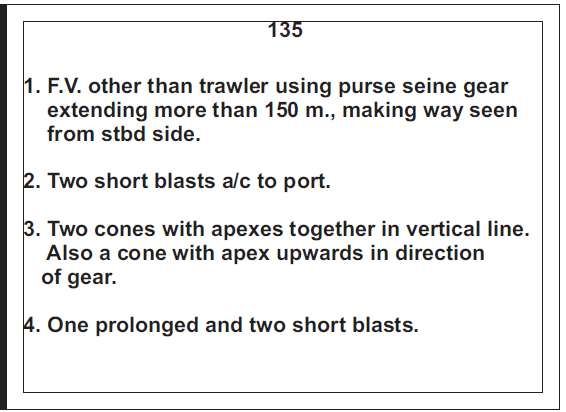 135
1. F.V. other than trawler using purse seine gear
extending more than 150 m., making way seen
from stbd side.
2. Two short blasts a/c to port.
3. Two cones with apexes together in vertical line.
Also a cone with apex upwards in direction
of gear.
4. One prolonged and two short blasts.